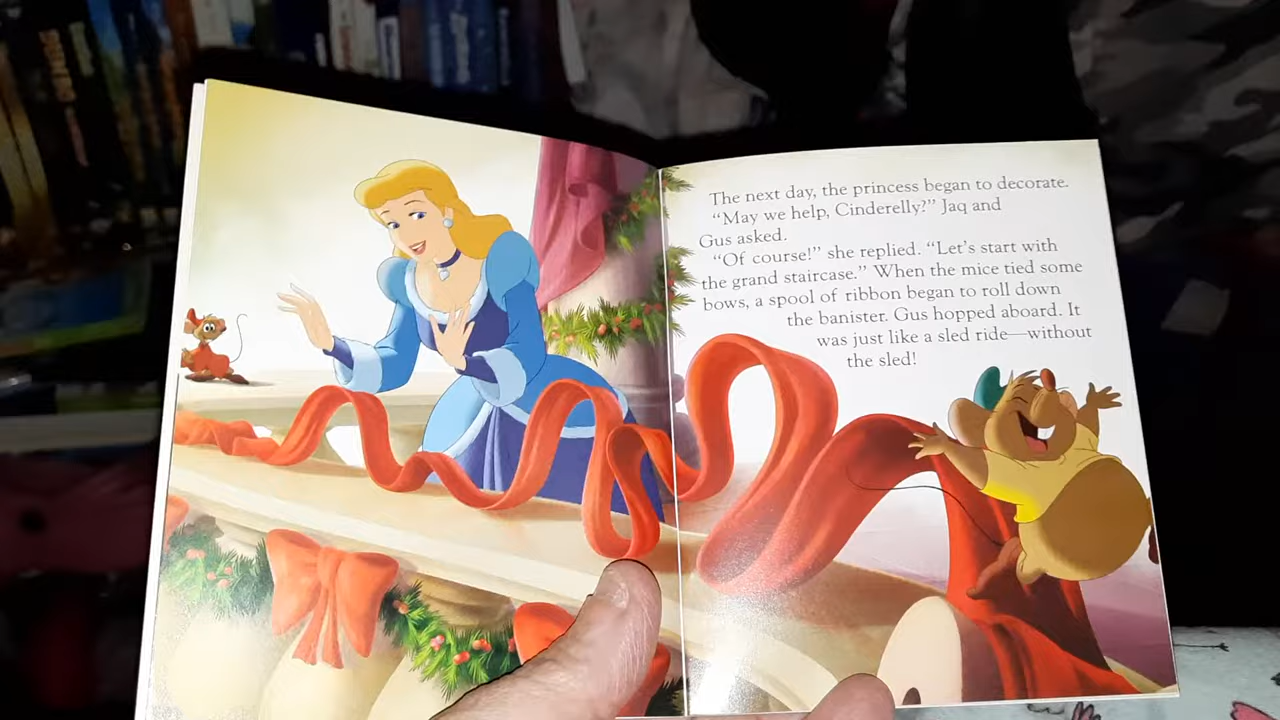 The next day, the princess began to decorate.
“May we help, Cinderelly?” Jaq and
Gus asked.
“Of course!” she replied. “Let’s start with
the grand staircase.” When the mice tied some
bows, a spool of ribbon began to roll down
the banister. Gus hopped aboard. It
was just like a sled ride—without
the sled!